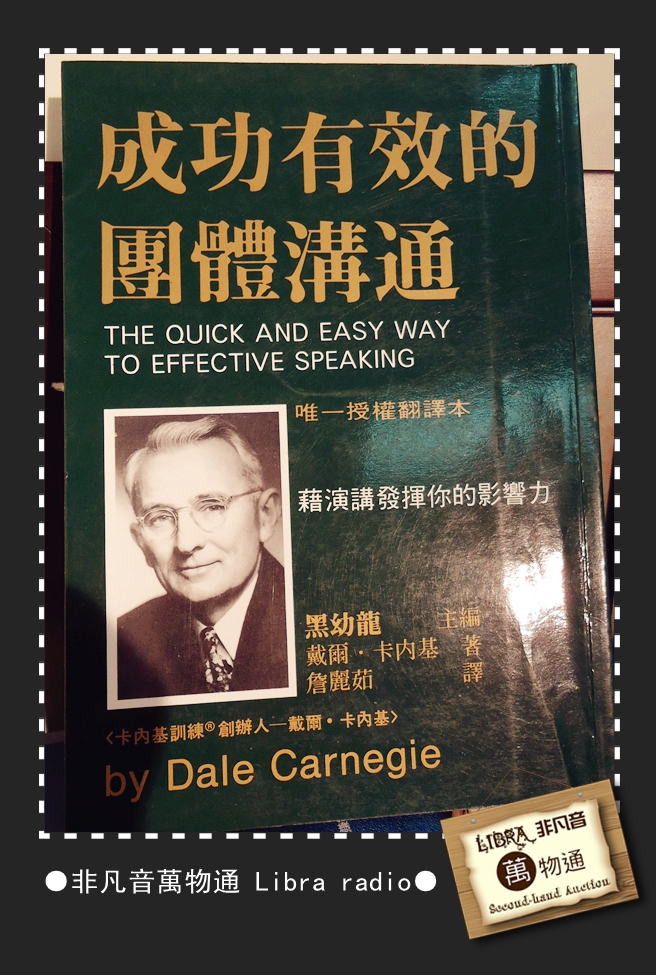 成功有效的
團體溝通
THE QUICK AND EASY WAY
TO EFFECTIVE SPEAKING
唯一授權翻譯本
藉演講發揮你的影響力
黑幼龍 主編
戴爾·卡內基 著
詹麗茹 譯
〈卡內基訓練®創辦人─戴爾·卡內基〉
by Dale Carnegie
LIBRA 非凡音
萬物通
Second-hand Auction
●非凡音萬物通 Libra radio●